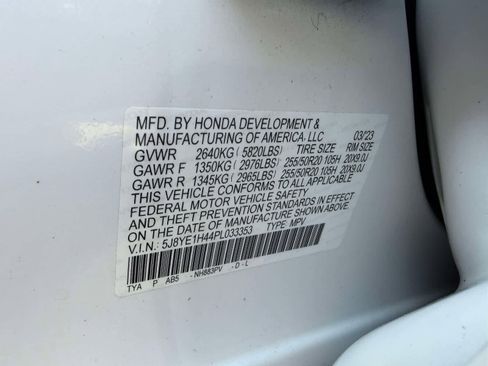 MFD. BY HONDA DEVELOPMENT &
MANUFACTURING OF AMERICA, LLC 03/23
GVWR 2640KG (5820LBS) TIRE SIZE RIM SIZE
GAWR F 1350KG (2976LBS) 255/50R20 105H 20X9.0J
GAWR R 1345KG (2965LBS) 255/50R20 105H 20X9.0J
THIS VEHICLE CONFORMS TO ALL APPLICABLE
FEDERAL MOTOR VEHICLE SAFETY
AND THEFT PREVENTION STANDARDS IN EFFECT
ON THE DATE OF MANUFACTURE SHOWN ABOVE.
V.I.N.: 5J8YE1H44PL033353 TYPE: MPV
TYA P AB5 - NH883PV - D - L